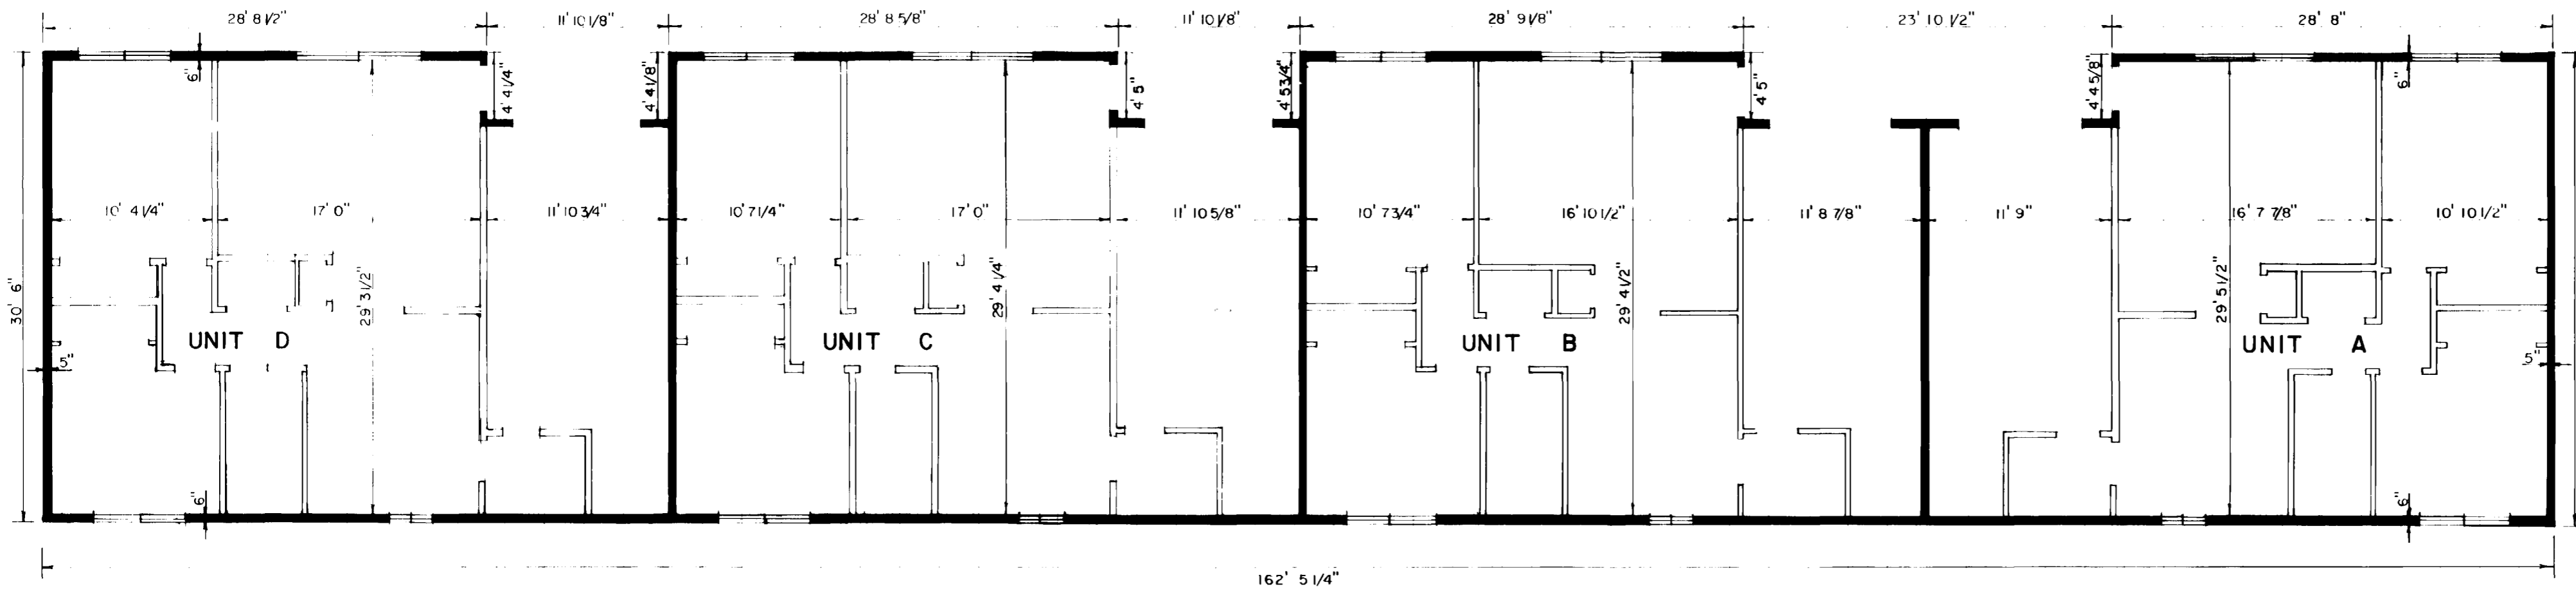 28' 8 1/2" 11' 10 1/8" 28' 8 5/8" 11' 10 1/8" 28' 9 1/8" 23' 10 1/2" 28' 8"
6" 4' 4 1/4" 4' 4 1/8" 4' 5" 4' 5 3/4" 4' 5" 4' 4 5/8" 6"
10' 4 1/4" 17' 0" 11' 10 3/4" 10' 7 1/4" 17' 0" 11' 10 5/8" 10' 7 3/4" 16' 10 1/2" 11' 8 7/8" 11' 9" 16' 7 7/8" 10' 10 1/2"
30' 6" 29' 3 1/2" 29' 4 1/4" 29' 4 1/2" 29' 5 1/2"
UNIT D UNIT C UNIT B UNIT A
5" 5"
6" 6"
162' 5 1/4"